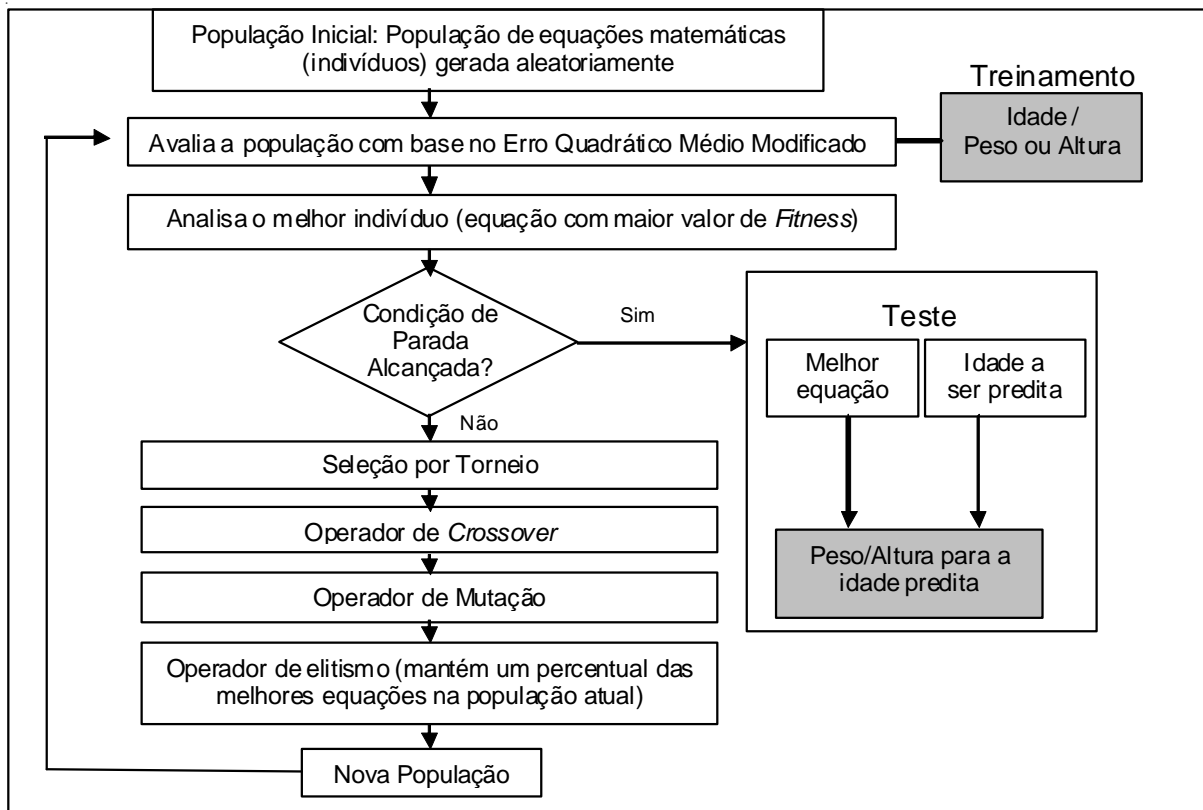 População Inicial: População de equações matemáticas
(indivíduos) gerada aleatoriamente
Treinamento
Idade /
Peso ou Altura
Avalia a população com base no Erro Quadrático Médio Modificado
Analisa o melhor indivíduo (equação com maior valor de Fitness)
Condição de
Parada
Alcançada?
Sim
Não
Teste
Melhor
equação
Idade a
ser predita
Peso/Altura para a
idade predita
Seleção por Torneio
Operador de Crossover
Operador de Mutação
Operador de elitismo (mantém um percentual das
melhores equações na população atual)
Nova População